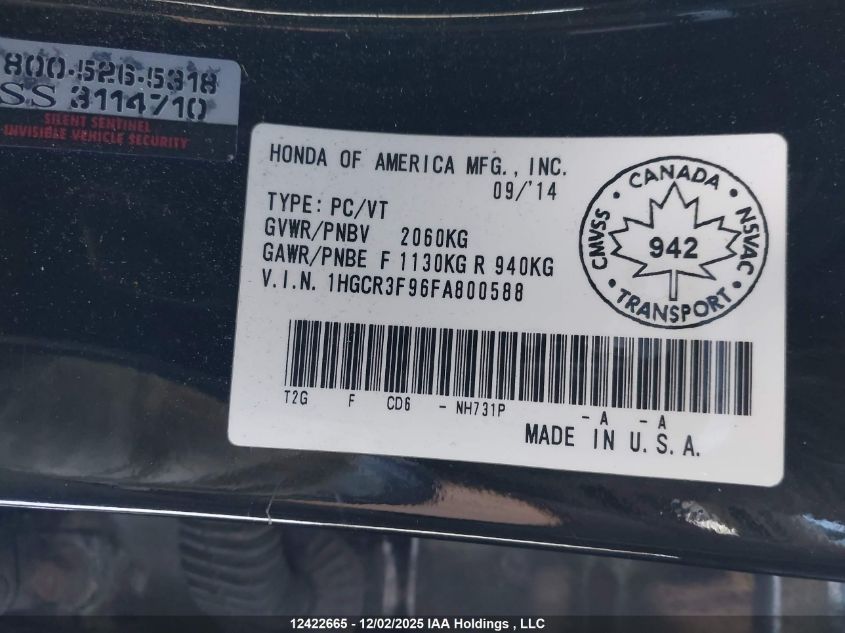 800-526-5318
SS 3114710
SILENT SENTINEL
INVISIBLE VEHICLE SECURITY
HONDA OF AMERICA MFG., INC.
09/'14
TYPE: PC/VT
GVWR/PNBV 2060KG
GAWR/PNBE F 1130KG R 940KG
V.I.N. 1HGCR3F96FA800588
CANADA
CMVSS
942
NSVAC
TRANSPORT
T2G F CD6 - NH731P - A - A
MADE IN U.S.A.
12422665 - 12/02/2025 IAA Holdings , LLC